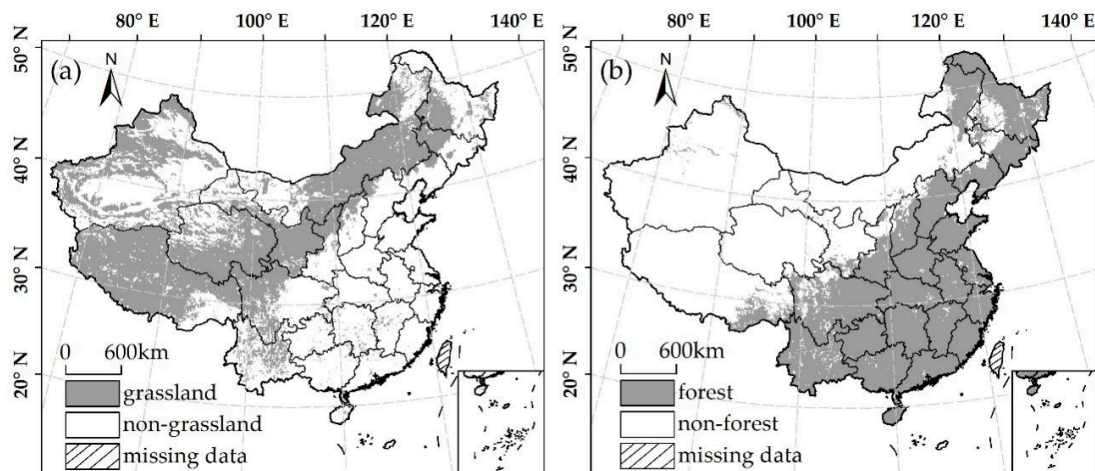 80° E 100° E 120° E 140° E
50° N
40° N
30° N
20° N
(a)
N
0 600km
grassland
non-grassland
missing data
80° E 100° E 120° E 140° E
50° N
40° N
30° N
20° N
(b)
N
0 600km
forest
non-forest
missing data